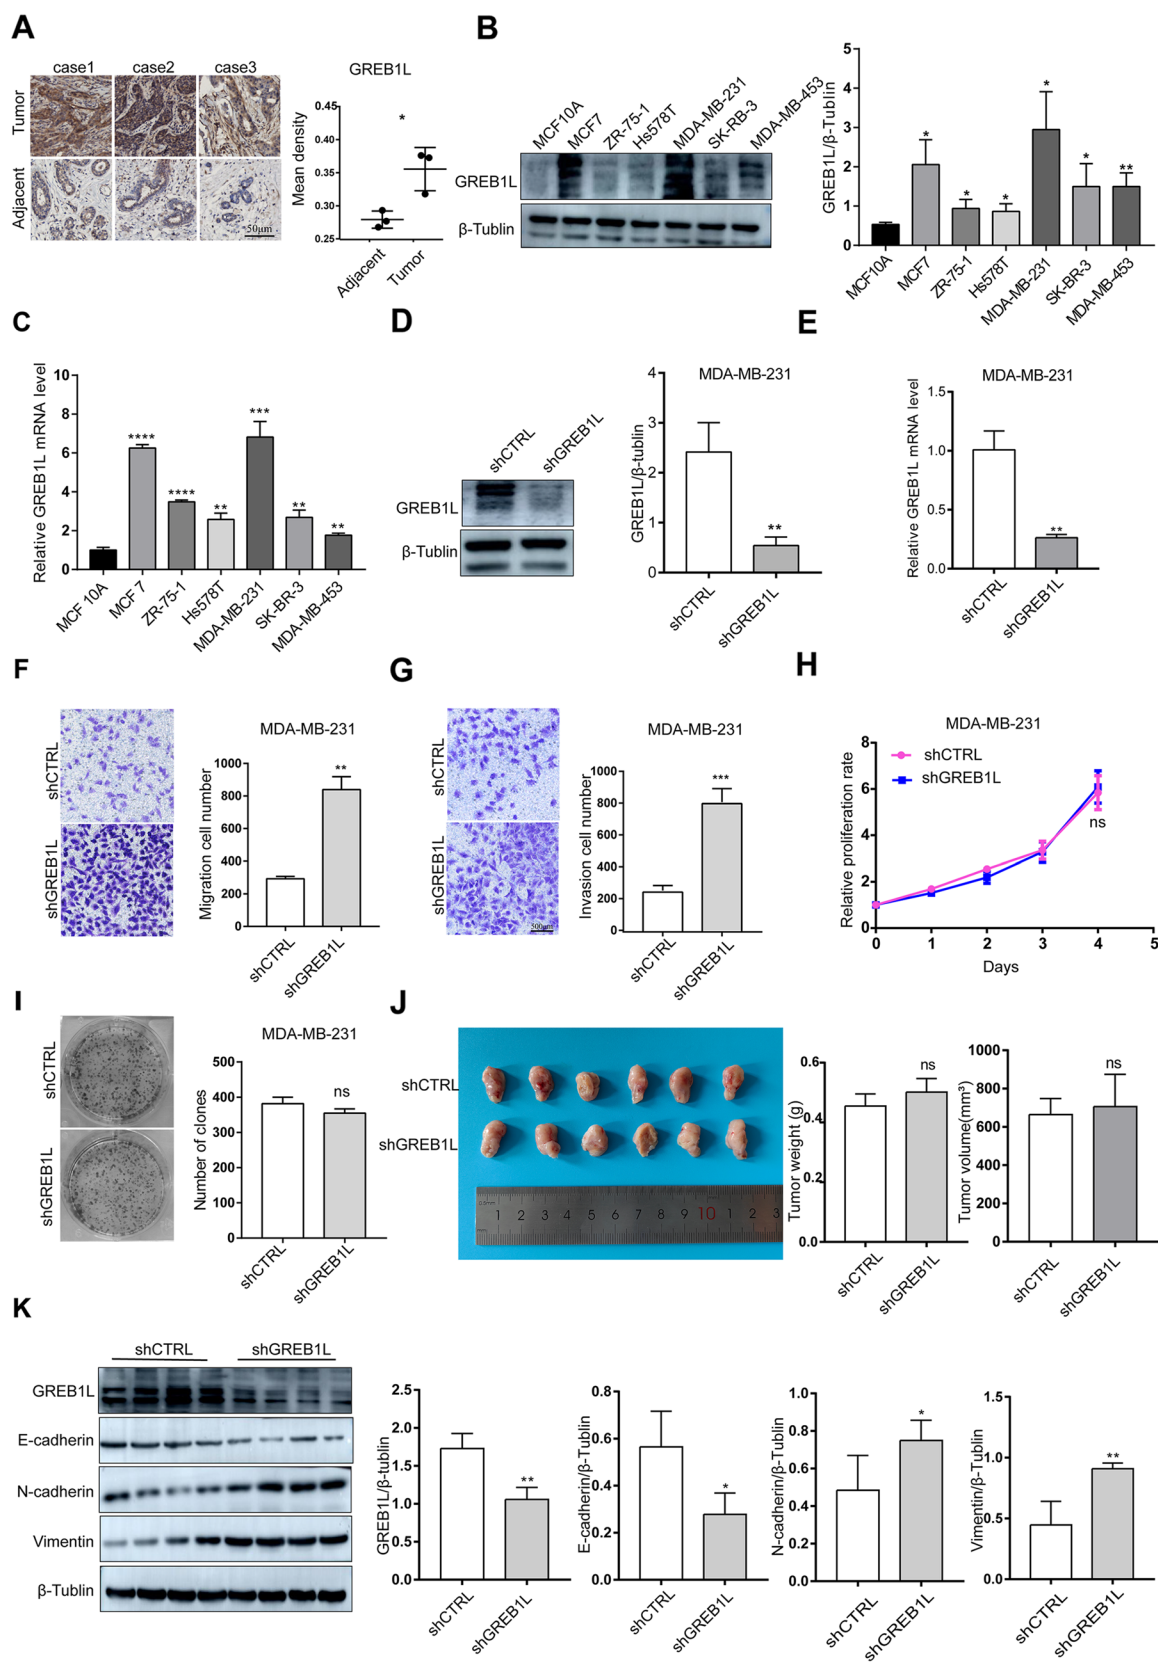 A
case1 case2 case3
Tumor
Adjacent
50μm
GREB1L
Mean density
0.45
0.40
0.35
0.30
0.25
*
Adjacent
Tumor
B
MCF10A
MCF7
ZR-75-1
Hs578T
MDA-MB-231
SK-RB-3
MDA-MB-453
GREB1L
β-Tublin
GREB1L/β-Tublin
5
4
3
2
1
0
* * * * * **
MCF10A
MCF7
ZR-75-1
Hs578T
MDA-MB-231
SK-BR-3
MDA-MB-453
C
Relative GREB1L mRNA level
10
8
6
4
2
0
**** **** ** *** ** **
MCF 10A
MCF 7
ZR-75-1
Hs578T
MDA-MB-231
SK-BR-3
MDA-MB-453
D
shCTRL
shGREB1L
GREB1L
β-Tublin
MDA-MB-231
GREB1L/β-tublin
4
3
2
1
0
**
shCTRL
shGREB1L
E
MDA-MB-231
Relative GREB1L mRNA level
1.5
1.0
0.5
0.0
**
shCTRL
shGREB1L
F
shCTRL
shGREB1L
MDA-MB-231
Migration cell number
1000
800
600
400
200
0
**
shCTRL
shGREB1L
G
shCTRL
shGREB1L
500μm
MDA-MB-231
Invasion cell number
1000
800
600
400
200
0
***
shCTRL
shGREB1L
H
MDA-MB-231
Relative proliferation rate
8
6
4
2
0
shCTRL
shGREB1L
ns
0 1 2 3 4 5
Days
I
shCTRL
shGREB1L
MDA-MB-231
Number of clones
500
400
300
200
100
0
ns
shCTRL
shGREB1L
J
shCTRL
shGREB1L
0.5mm
1 2 3 4 5 6 7 8 9 10 1 2 3
Tumor weight (g)
0.6
0.4
0.2
0.0
ns
shCTRL
shGREB1L
Tumor volume(mm³)
1000
800
600
400
200
0
ns
shCTRL
shGREB1L
K
shCTRL shGREB1L
GREB1L
E-cadherin
N-cadherin
Vimentin
β-Tublin
GREB1L/β-tublin
2.5
2.0
1.5
1.0
0.5
0.0
**
shCTRL
shGREB1L
E-cadherin/β-Tublin
0.8
0.6
0.4
0.2
0.0
*
shCTRL
shGREB1L
N-cadherin/β-Tublin
1.0
0.8
0.6
0.4
0.2
0.0
*
shCTRL
shGREB1L
Vimentin/β-Tublin
1.5
1.0
0.5
0.0
**
shCTRL
shGREB1L